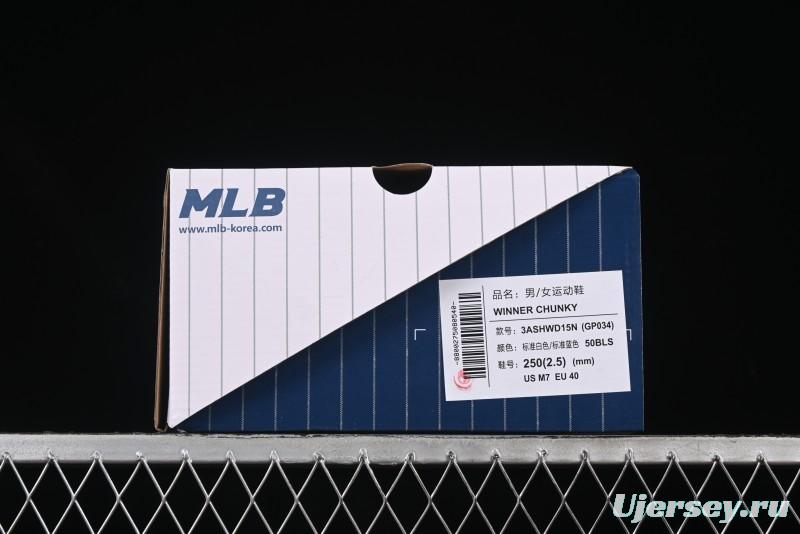 MLB
www.mlb-korea.com
品名：男/女运动鞋
WINNER CHUNKY
款号：3ASHWD15N (GP034)
颜色：标准白色/标准蓝色 50BLS
鞋号：250(2.5) (mm)
US M7 EU 40
-8800275080540-
Ujersey.ru